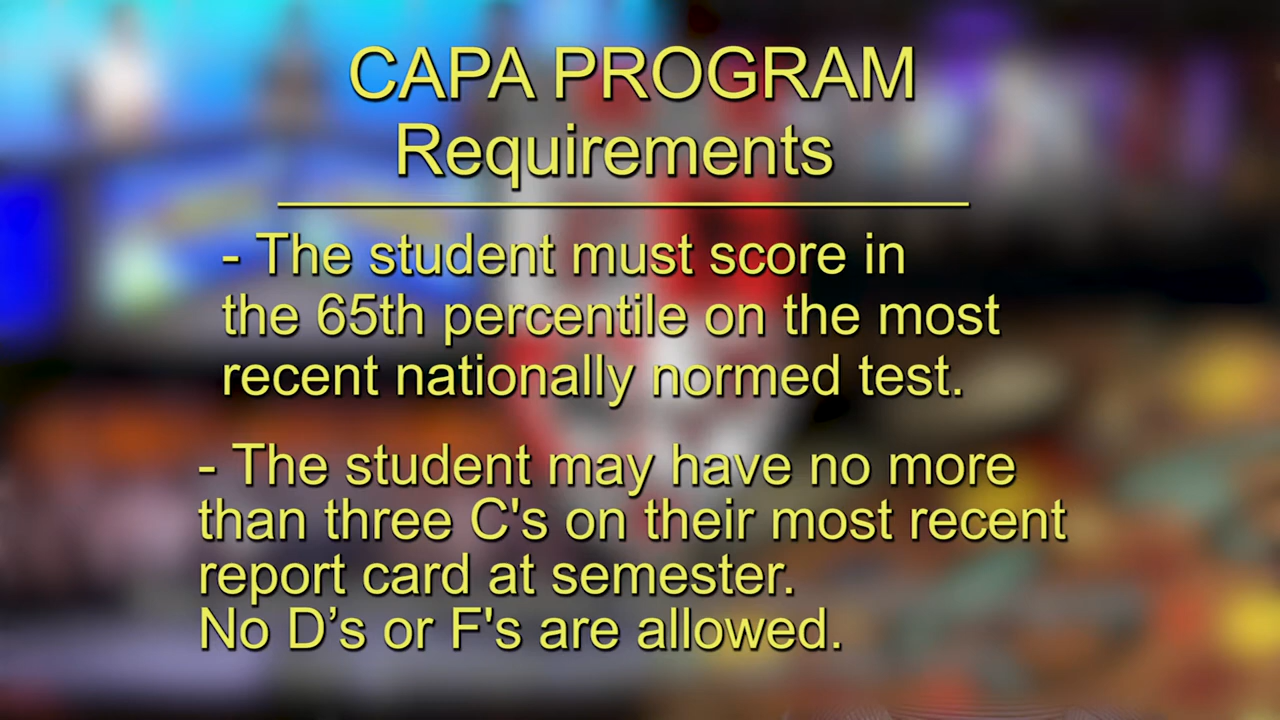 CAPA PROGRAM
Requirements
- The student must score in
the 65th percentile on the most
recent nationally normed test.
- The student may have no more
than three C's on their most recent
report card at semester.
No D’s or F's are allowed.